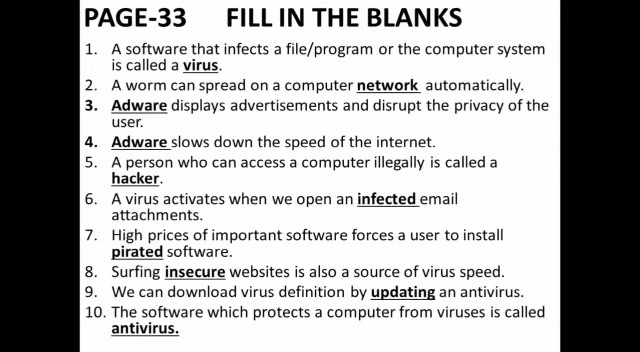 PAGE-33 FILL IN THE BLANKS
1. A software that infects a file/program or the computer system
is called a virus.
2. A worm can spread on a computer network automatically.
3. Adware displays advertisements and disrupt the privacy of the
user.
4. Adware slows down the speed of the internet.
5. A person who can access a computer illegally is called a
hacker.
6. A virus activates when we open an infected email
attachments.
7. High prices of important software forces a user to install
pirated software.
8. Surfing insecure websites is also a source of virus speed.
9. We can download virus definition by updating an antivirus.
10. The software which protects a computer from viruses is called
antivirus.